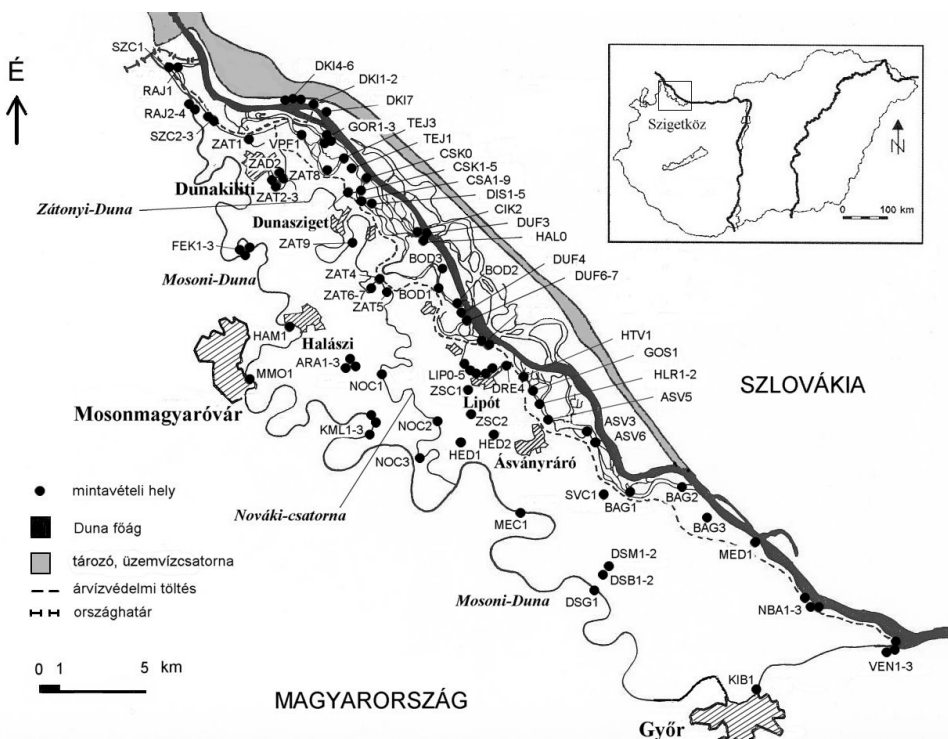 É
SZC1
RAJ1
RAJ2-4
SZC2-3
ZAT1
VPF1
ZAD2
ZAT8
ZAT2-3
DKI4-6
DKI1-2
DKI7
GOR1-3
TEJ3
TEJ1
CSK0
CSK1-5
CSA1-9
DIS1-5
CIK2
DUF3
HAL0
Szigetköz
N
0 100 km
Dunakiliti
Zátonyi-Duna
Dunasziget
FEK1-3
ZAT9
Mosoni-Duna
BOD3
BOD2
DUF4
DUF6-7
ZAT4
ZAT6-7
ZAT5
BOD1
HAM1
Halászi
ARA1-3
MMO1
NOC1
Mosonmagyaróvár
LIP0-5
DRE4
ZSC1
Lipót
HTV1
GOS1
HLR1-2
ASV5
SZLOVÁKIA
KML1-3
NOC2
ZSC2
HED2
HED1
NOC3
Ásványráró
ASV3
ASV6
Nováki-csatorna
MEC1
SVC1
BAG1
BAG2
BAG3
MED1
mintavételi hely
Duna főág
tározó, üzemvízcsatorna
árvízvédelmi töltés
országhatár
DSM1-2
DSB1-2
DSG1
Mosoni-Duna
NBA1-3
VEN1-3
0 1 5 km
MAGYARORSZÁG
KIB1
Győr